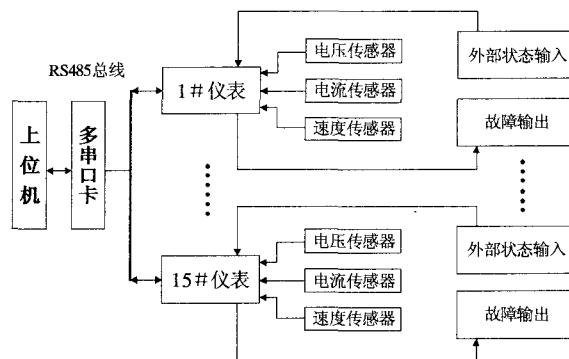 RS485总线
上位机
多串口卡
1#仪表
电压传感器
电流传感器
速度传感器
外部状态输入
故障输出
15#仪表
电压传感器
电流传感器
速度传感器
外部状态输入
故障输出